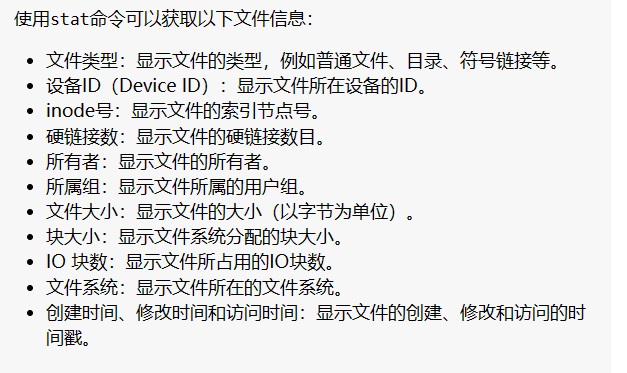 使用stat命令可以获取以下文件信息：
• 文件类型：显示文件的类型，例如普通文件、目录、符号链接等。
• 设备ID（Device ID）：显示文件所在设备的ID。
• inode号：显示文件的索引节点号。
• 硬链接数：显示文件的硬链接数目。
• 所有者：显示文件的所有者。
• 所属组：显示文件所属的用户组。
• 文件大小：显示文件的大小（以字节为单位）。
• 块大小：显示文件系统分配的块大小。
• IO 块数：显示文件所占用的IO块数。
• 文件系统：显示文件所在的文件系统。
• 创建时间、修改时间和访问时间：显示文件的创建、修改和访问的时
间戳。